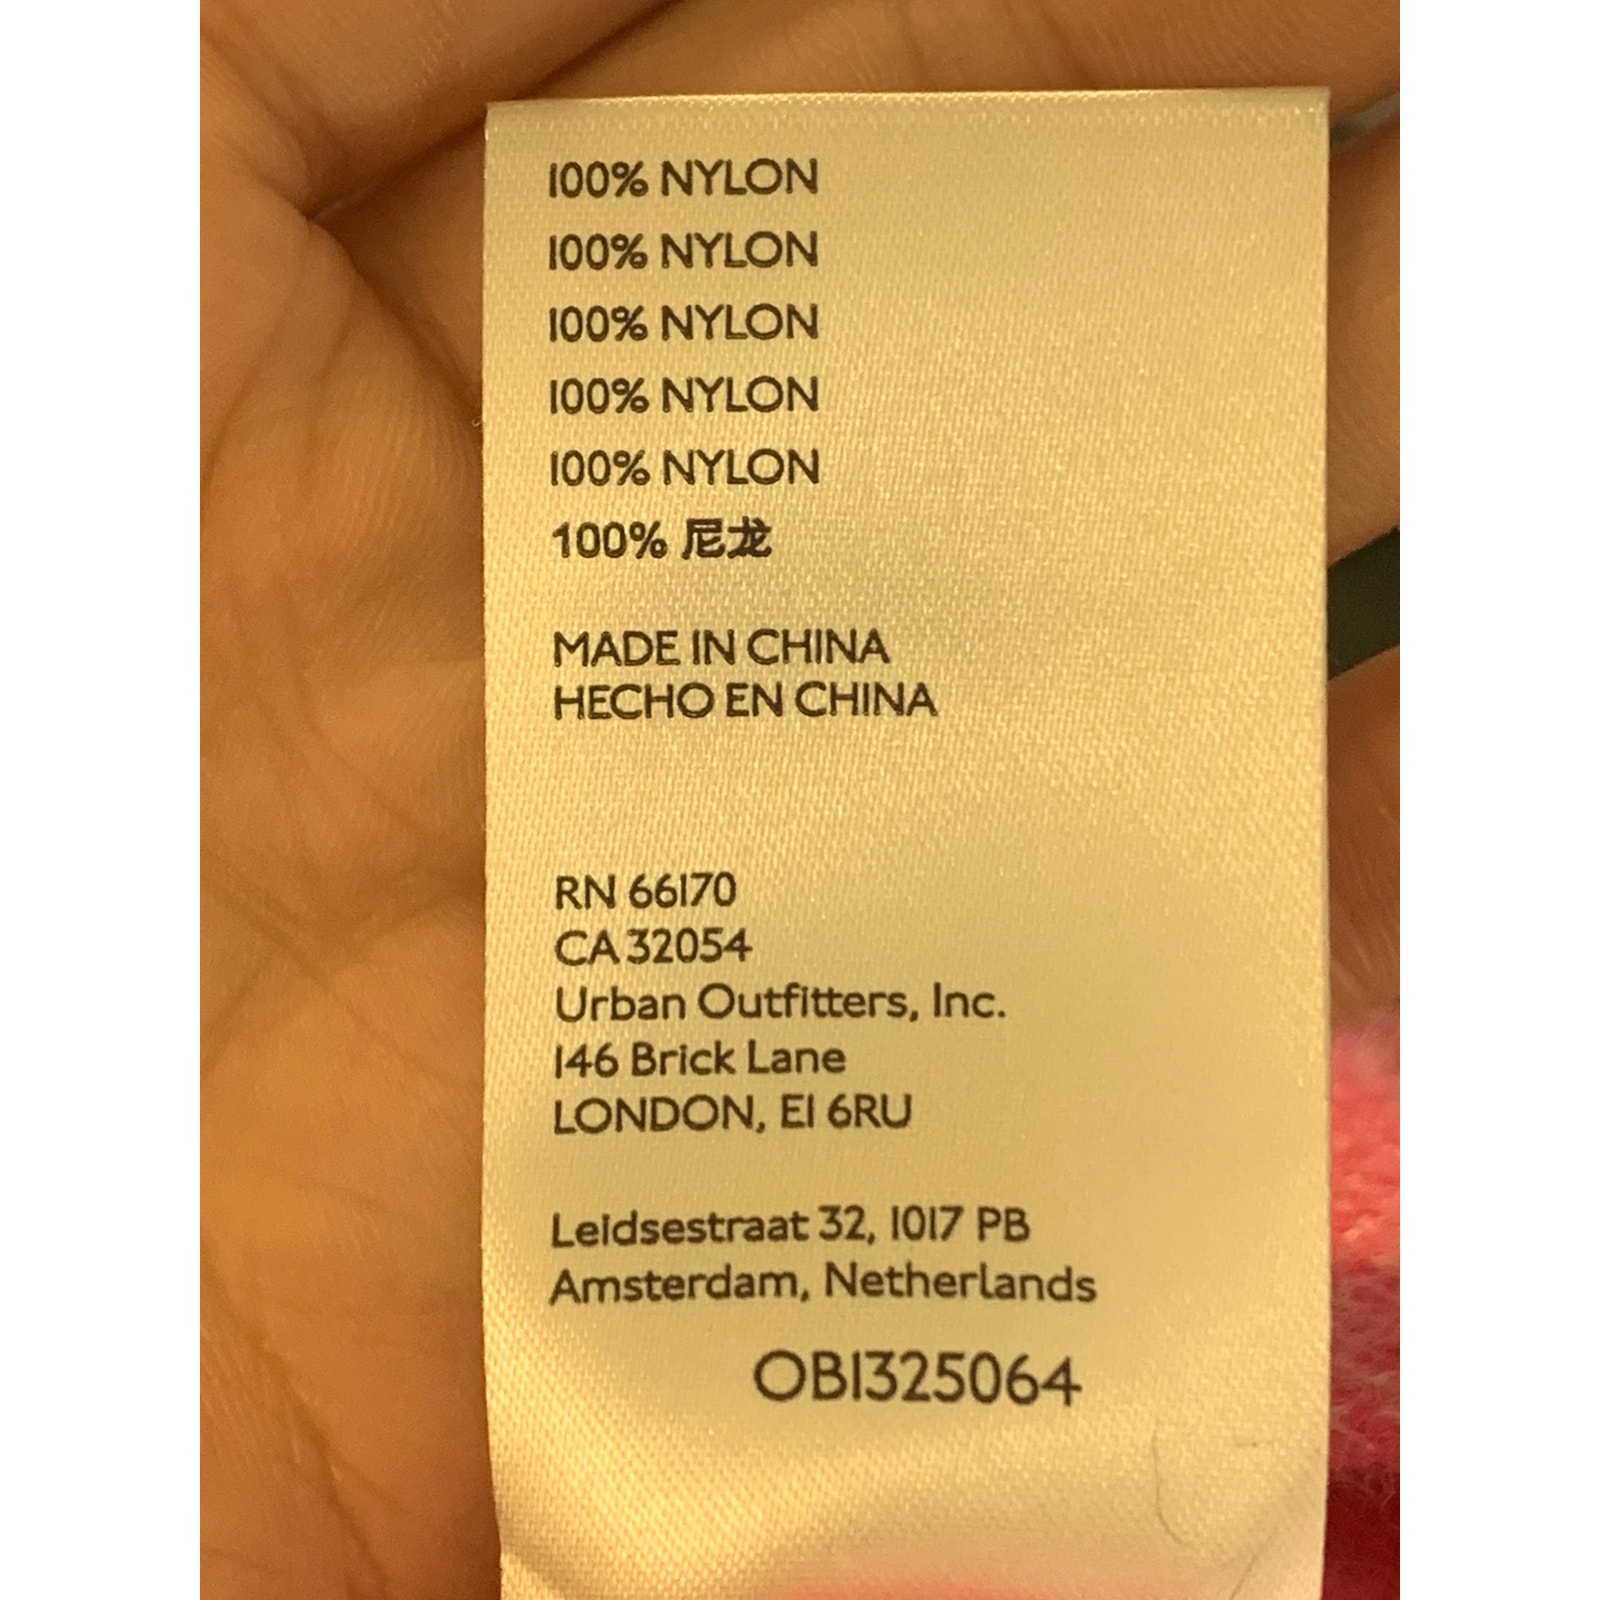 100% NYLON
100% NYLON
100% NYLON
100% NYLON
100% NYLON
100% 尼龙
MADE IN CHINA
HECHO EN CHINA
RN 66170
CA 32054
Urban Outfitters, Inc.
146 Brick Lane
LONDON, E1 6RU
Leidsestraat 32, 1017 PB
Amsterdam, Netherlands
OB1325064